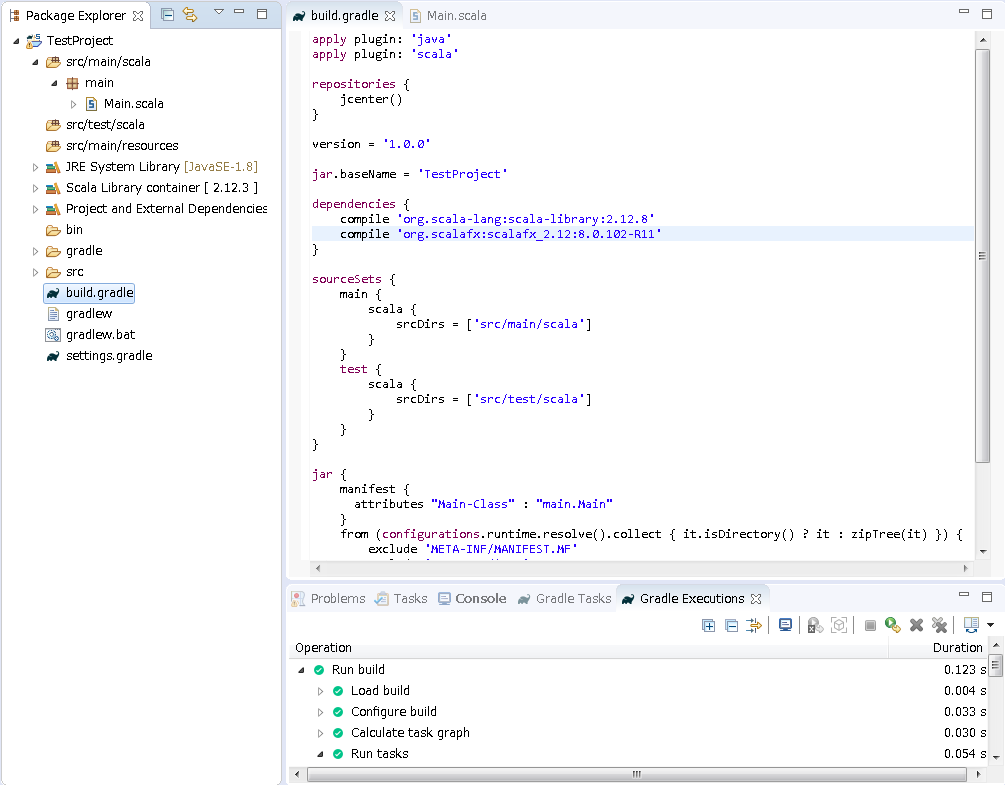 Package Explorer
TestProject
src/main/scala
main
Main.scala
src/test/scala
src/main/resources
JRE System Library [JavaSE-1.8]
Scala Library container [ 2.12.3 ]
Project and External Dependencies
bin
gradle
src
build.gradle
gradlew
gradlew.bat
settings.gradle
build.gradle
Main.scala
apply plugin: 'java'
apply plugin: 'scala'
repositories {
jcenter()
}
version = '1.0.0'
jar.baseName = 'TestProject'
dependencies {
compile 'org.scala-lang:scala-library:2.12.8'
compile 'org.scalafx:scalafx_2.12:8.0.102-R11'
}
sourceSets {
main {
scala {
srcDirs = ['src/main/scala']
}
}
test {
scala {
srcDirs = ['src/test/scala']
}
}
}
jar {
manifest {
attributes "Main-Class" : "main.Main"
}
from (configurations.runtime.resolve().collect { it.isDirectory() ? it : zipTree(it) }) {
exclude 'META-INF/MANIFEST.MF'
Problems
Tasks
Console
Gradle Tasks
Gradle Executions
Operation Duration
Run build 0.123 s
Load build 0.004 s
Configure build 0.033 s
Calculate task graph 0.030 s
Run tasks 0.054 s